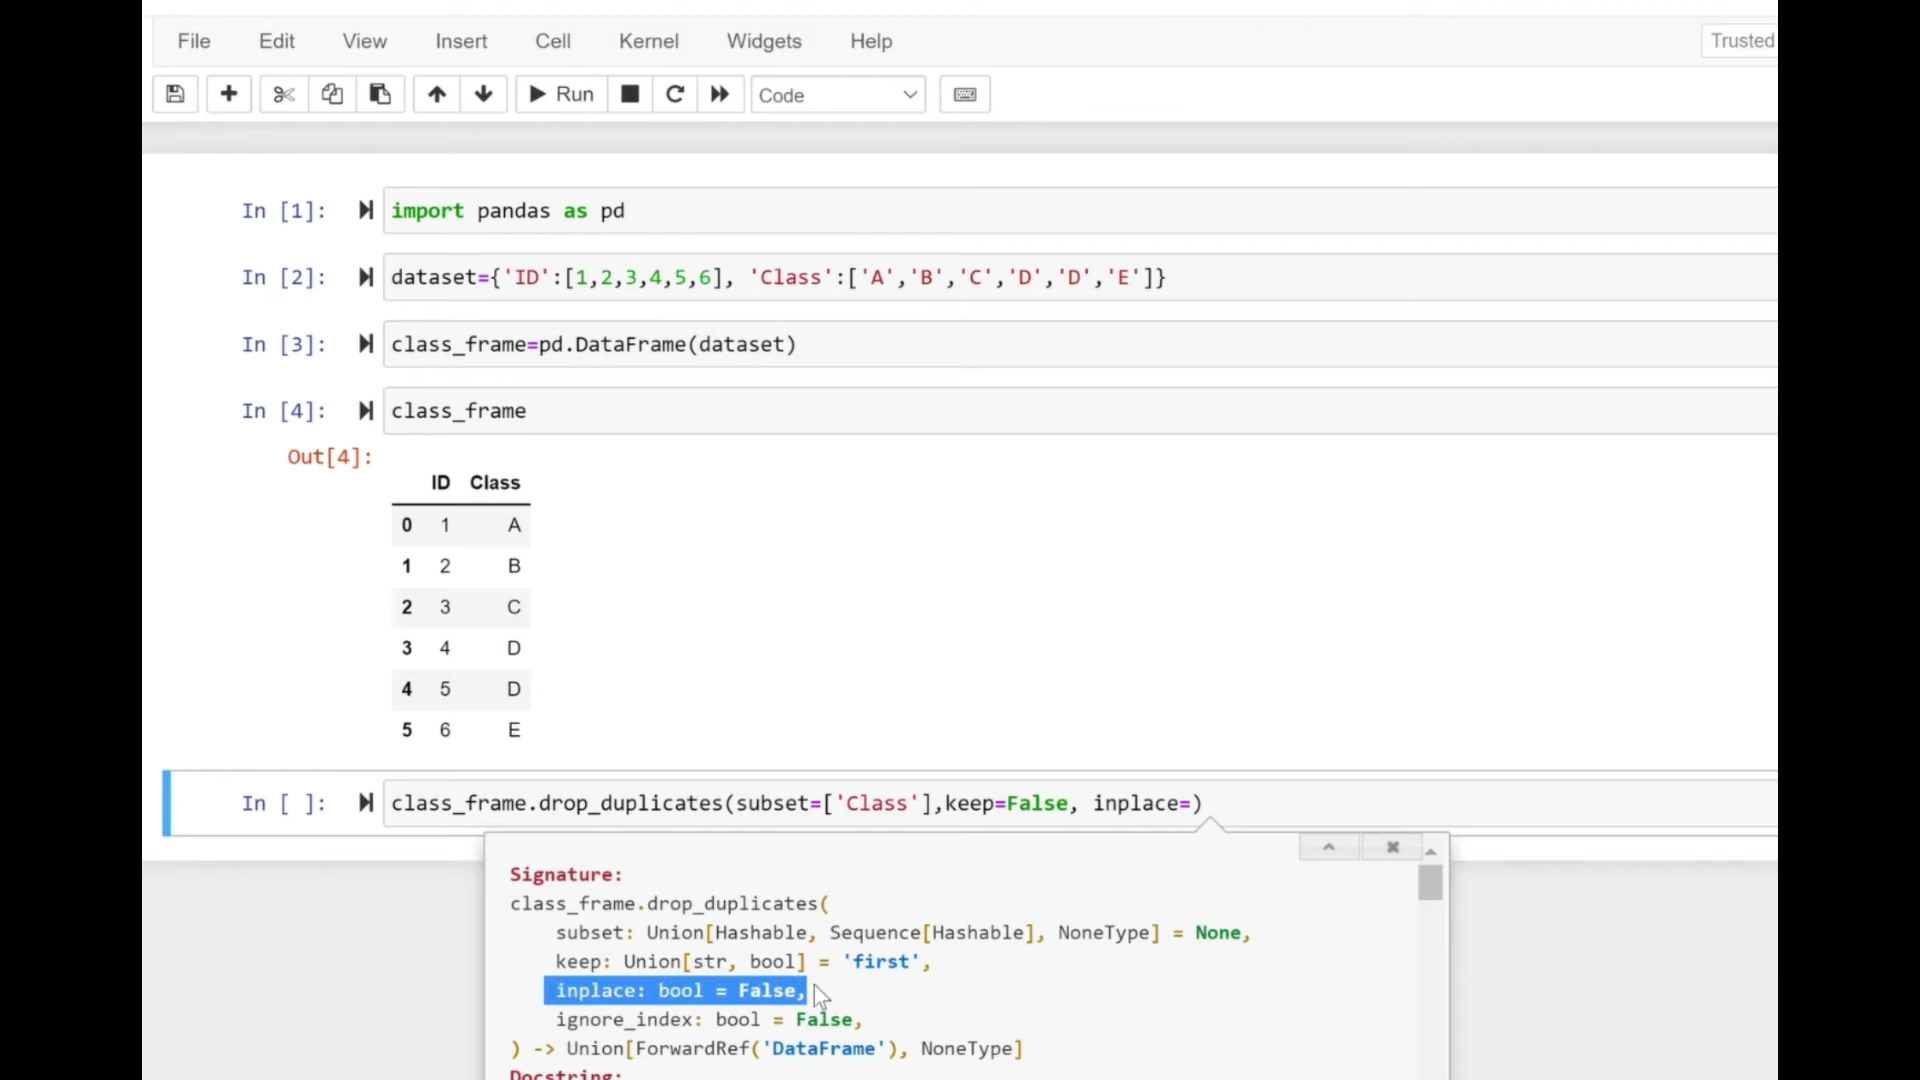 File Edit View Insert Cell Kernel Widgets Help Trusted
Run Code
In [1]: import pandas as pd
In [2]: dataset={'ID':[1,2,3,4,5,6], 'Class':['A','B','C','D','D','E']}
In [3]: class_frame=pd.DataFrame(dataset)
In [4]: class_frame
Out[4]:
ID Class
0 1 A
1 2 B
2 3 C
3 4 D
4 5 D
5 6 E
In [ ]: class_frame.drop_duplicates(subset=['Class'],keep=False, inplace=)
Signature:
class_frame.drop_duplicates(
subset: Union[Hashable, Sequence[Hashable], NoneType] = None,
keep: Union[str, bool] = 'first',
inplace: bool = False,
ignore_index: bool = False,
) -> Union[ForwardRef('DataFrame'), NoneType]
Docstring: